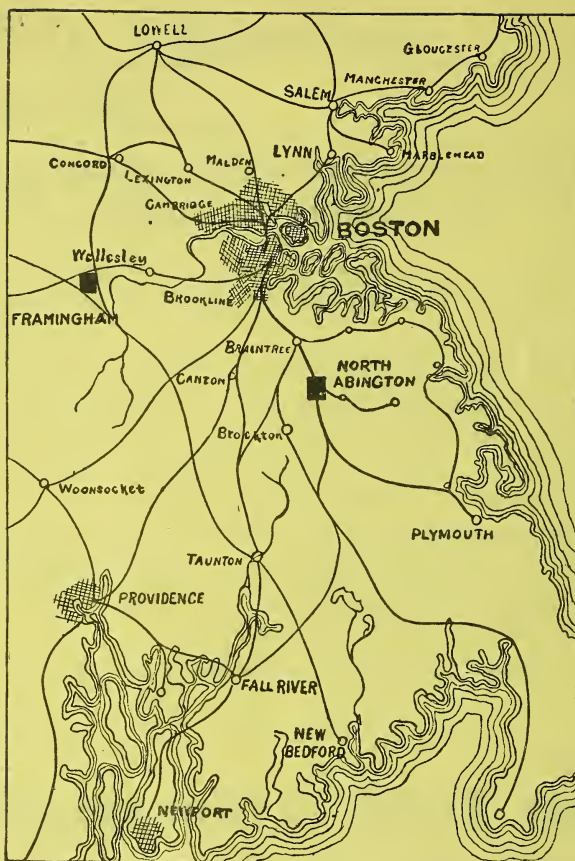 LOWELL
GLOUCESTER
MANCHESTER
SALEM
LYNN
MARBLEHEAD
MALDEN
CONCORD
LEXINGTON
CAMBRIDGE
BOSTON
Wellesley
BROOKLINE
FRAMINGHAM
BRAINTREE
NORTH
ABINGTON
CANTON
BROCKTON
WOONSOCKET
PLYMOUTH
TAUNTON
PROVIDENCE
FALL RIVER
NEW
BEDFORD
NEWPORT